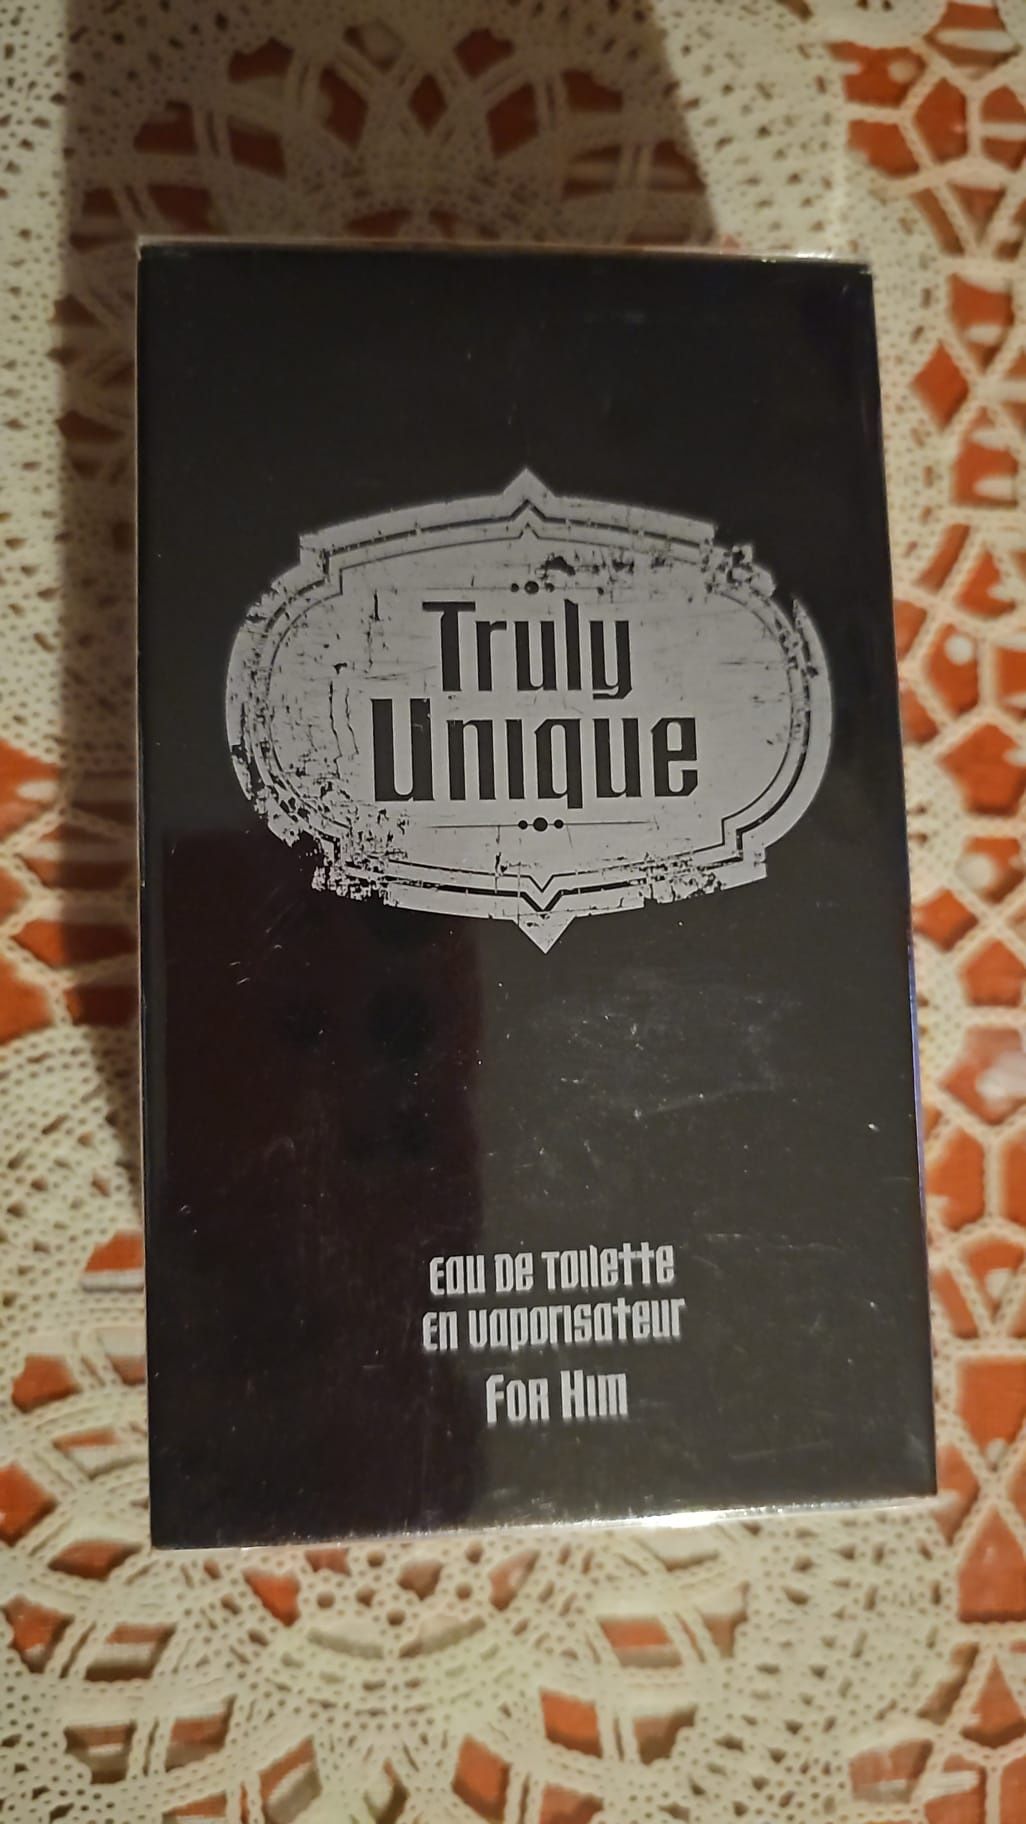 Truly
Unique
Eau de Toilette
en vaporisateur
For Him